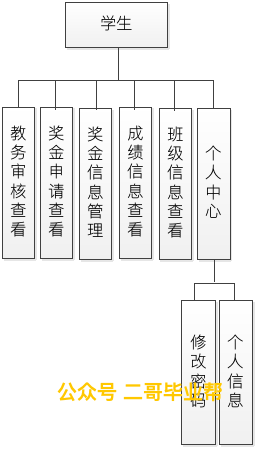 学生
教务审核查看
奖金申请查看
奖金信息管理
成绩信息查看
班级信息查看
个人中心
修改密码
个人信息
公众号 二哥毕业帮